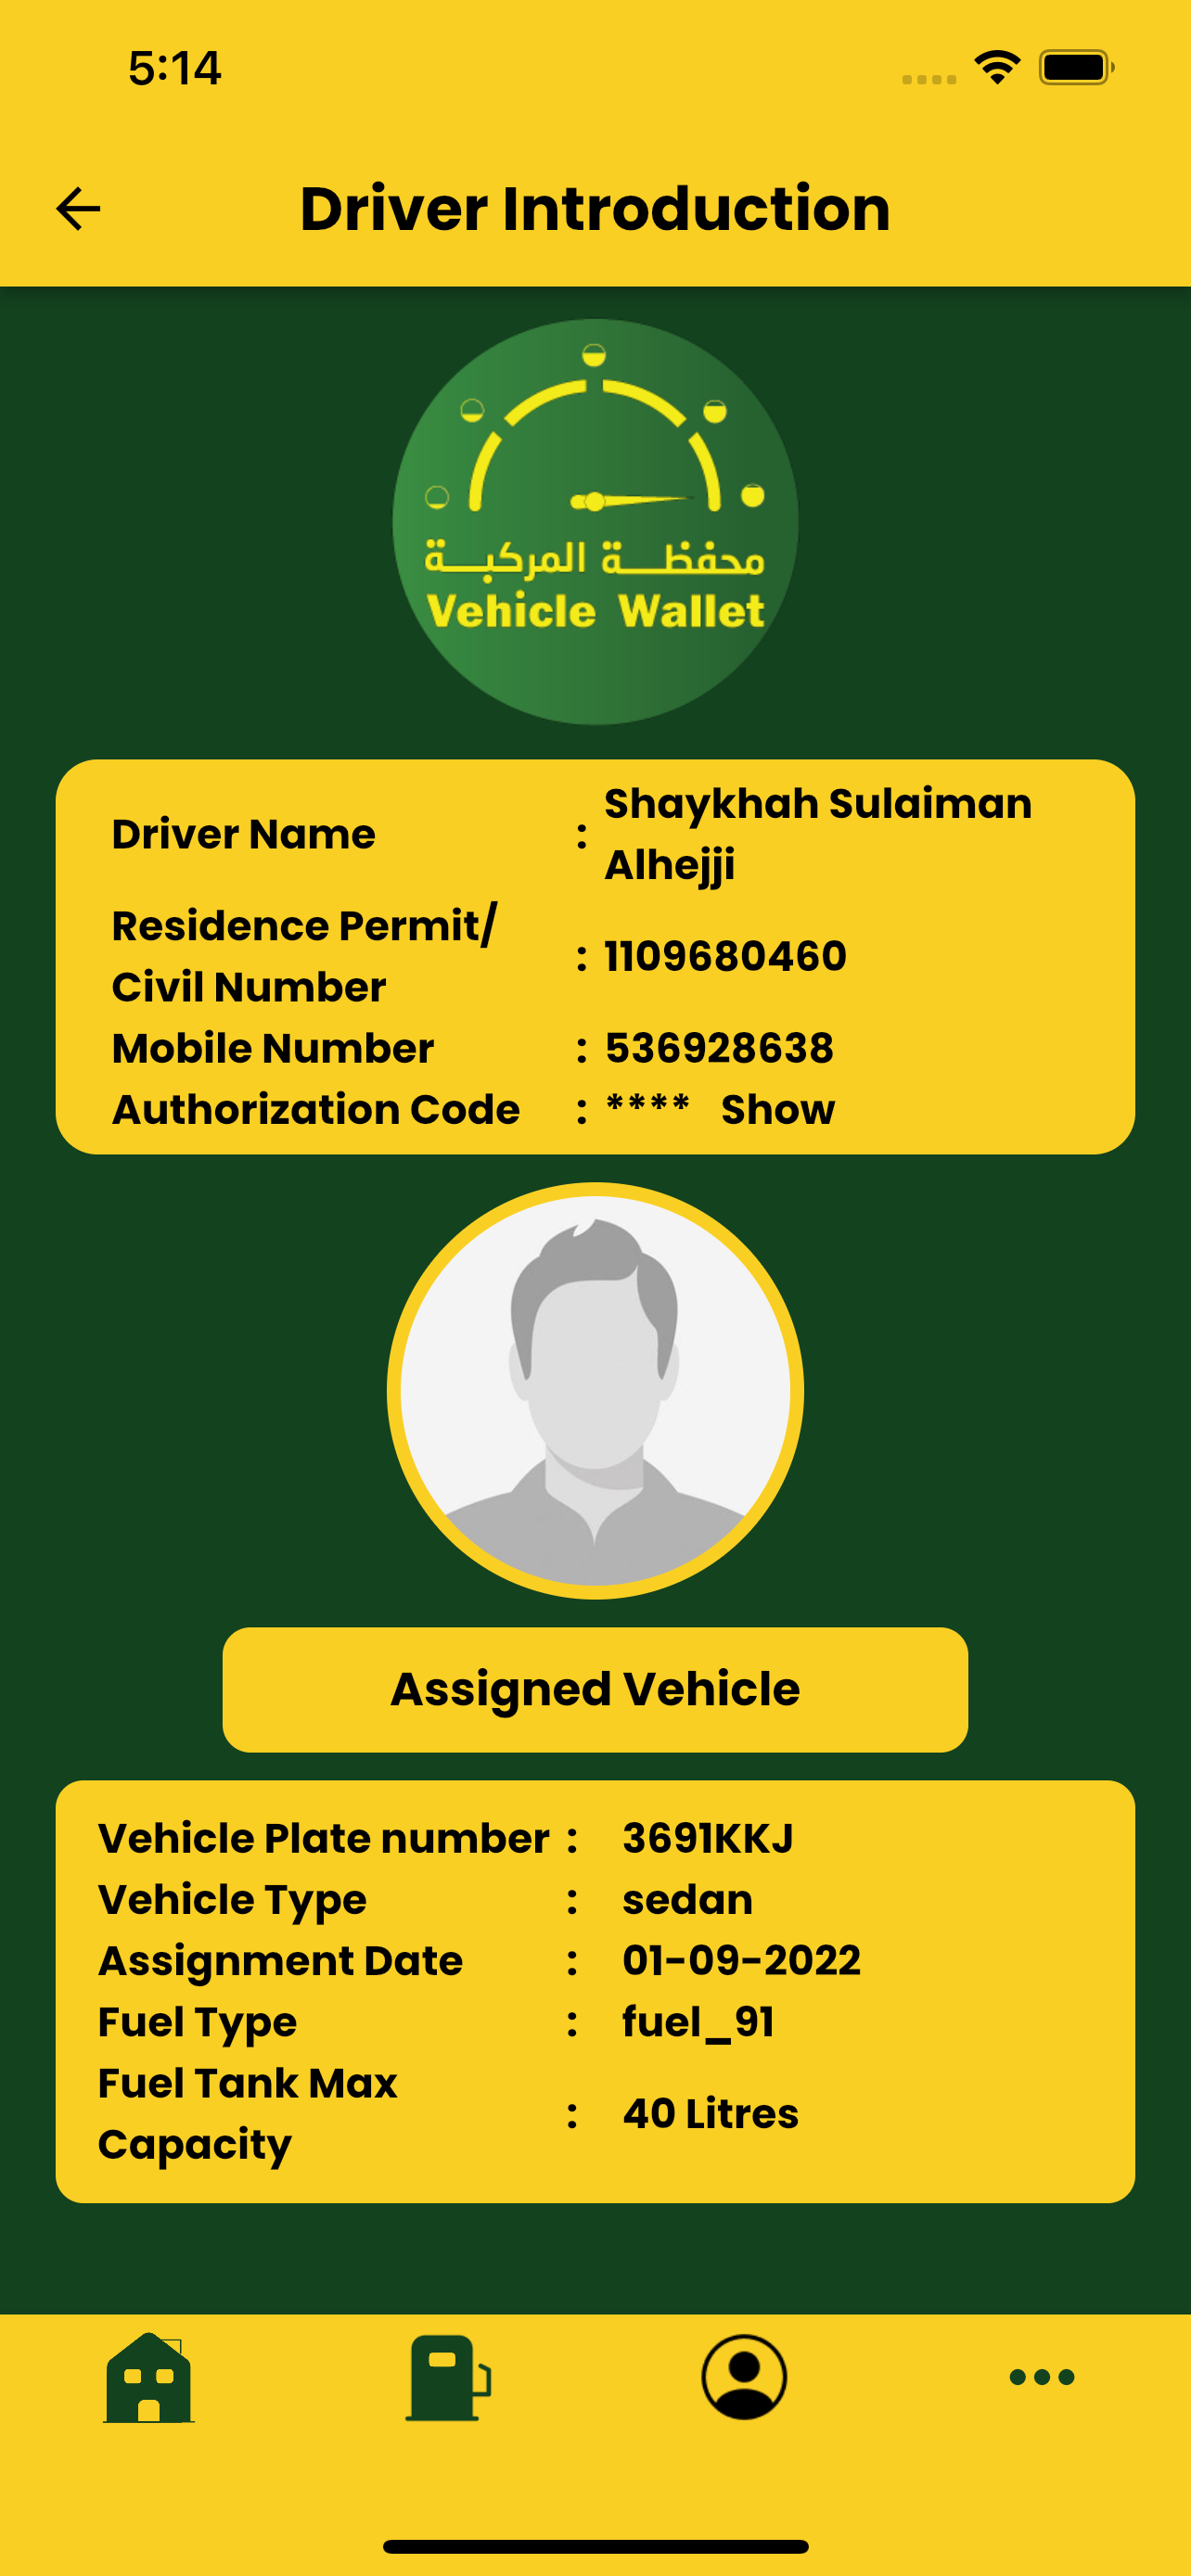 5:14
Driver Introduction
محفظة المركبة
Vehicle Wallet
Driver Name : Shaykhah Sulaiman
Alhejji
Residence Permit/
Civil Number : 1109680460
Mobile Number : 536928638
Authorization Code : **** Show
Assigned Vehicle
Vehicle Plate number : 3691KKJ
Vehicle Type : sedan
Assignment Date : 01-09-2022
Fuel Type : fuel_91
Fuel Tank Max
Capacity : 40 Litres